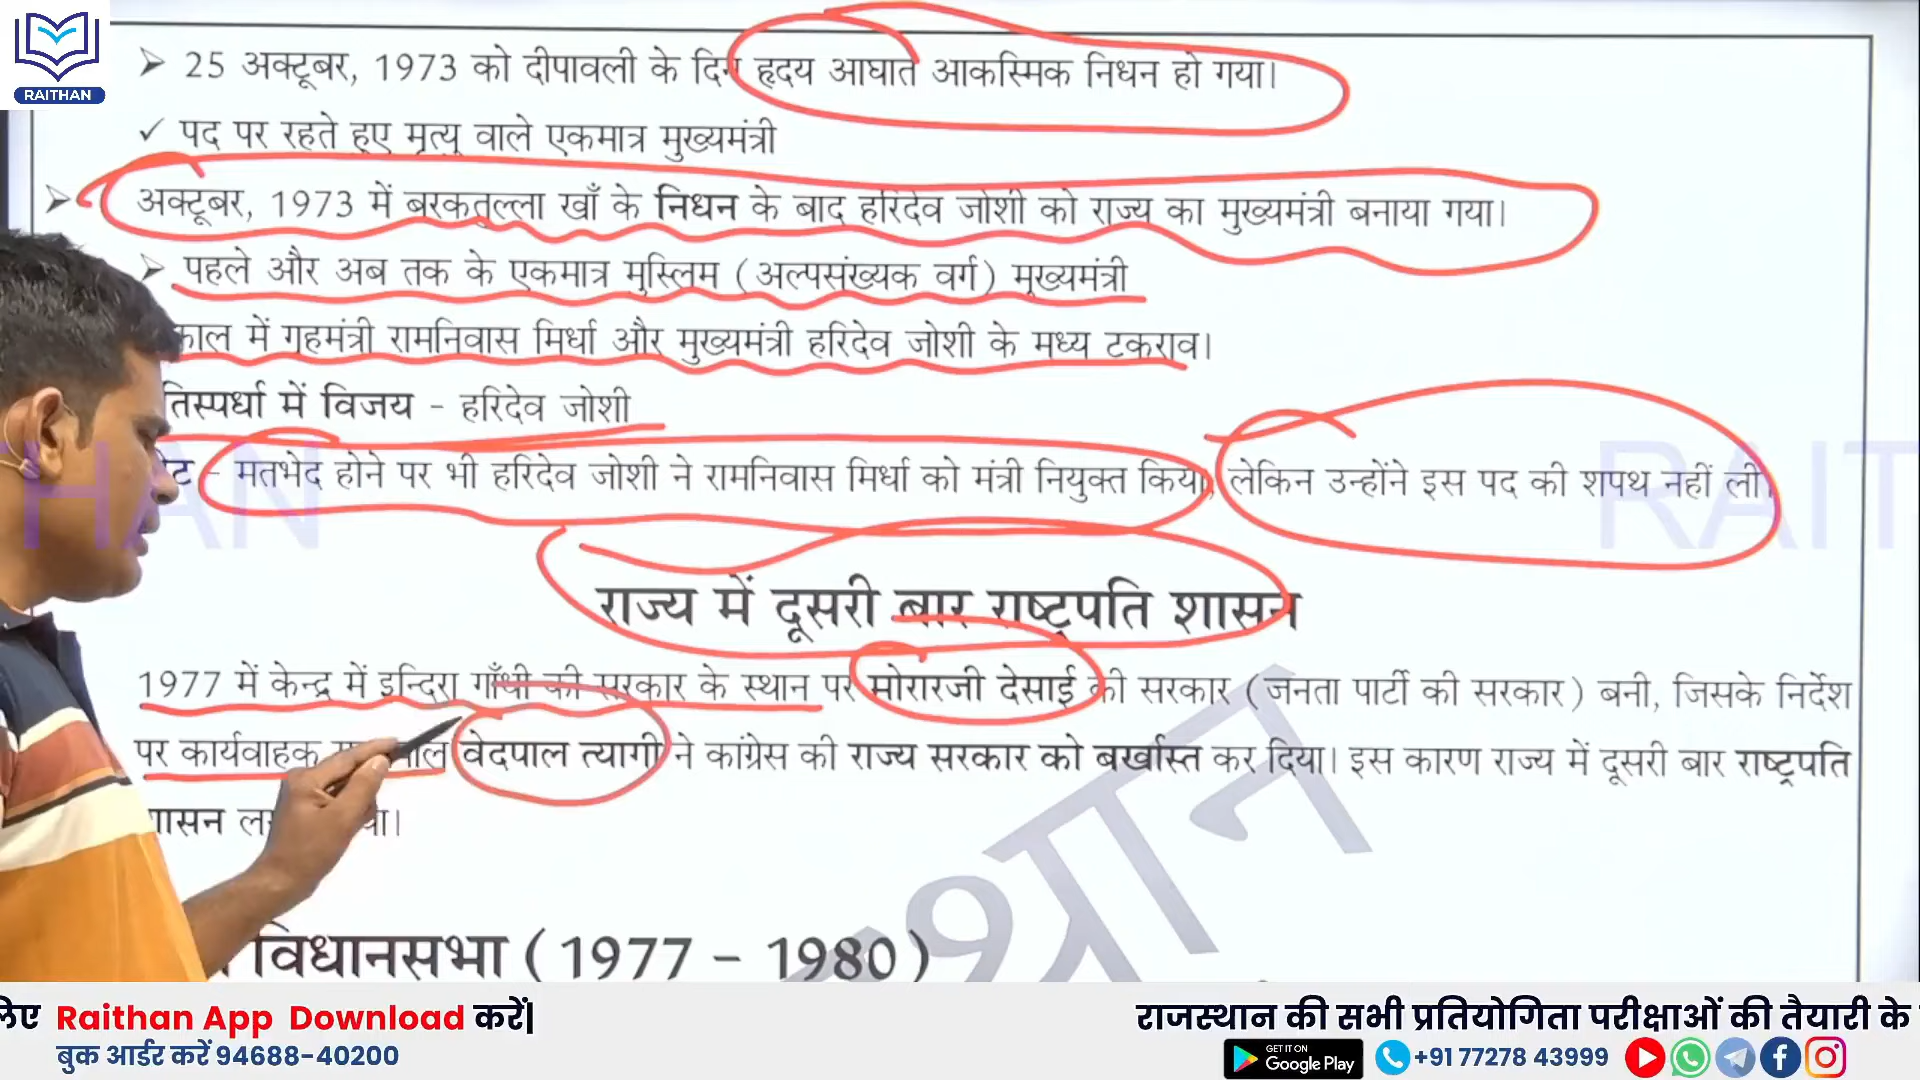 RAITHAN
➤ 25 अक्टूबर, 1973 को दीपावली के दिन हृदय आघात आकस्मिक निधन हो गया।
✓ पद पर रहते हुए मृत्यु वाले एकमात्र मुख्यमंत्री
➤ अक्टूबर, 1973 में बरकतुल्ला खाँ के निधन के बाद हरिदेव जोशी को राज्य का मुख्यमंत्री बनाया गया।
➤ पहले और अब तक के एकमात्र मुस्लिम (अल्पसंख्यक वर्ग) मुख्यमंत्री
काल में गृहमंत्री रामनिवास मिर्धा और मुख्यमंत्री हरिदेव जोशी के मध्य टकराव।
तिस्पर्धा में विजय - हरिदेव जोशी
- मतभेद होने पर भी हरिदेव जोशी ने रामनिवास मिर्धा को मंत्री नियुक्त किया, लेकिन उन्होंने इस पद की शपथ नहीं ली।
HAN RAIT
राज्य में दूसरी बार राष्ट्रपति शासन
1977 में केन्द्र में इन्दिरा गाँधी की सरकार के स्थान पर मोरारजी देसाई की सरकार (जनता पार्टी की सरकार) बनी, जिसके निर्देश
पर कार्यवाहक वेदपाल त्यागी ने कांग्रेस की राज्य सरकार को बर्खास्त कर दिया। इस कारण राज्य में दूसरी बार राष्ट्रपति
विधानसभा (1977 - 1980)
Raithan App Download करें|
राजस्थान की सभी प्रतियोगिता परीक्षाओं की तैयारी के
बुक आर्डर करें 94688-40200
GET IT ON
Google Play
+91 77278 43999